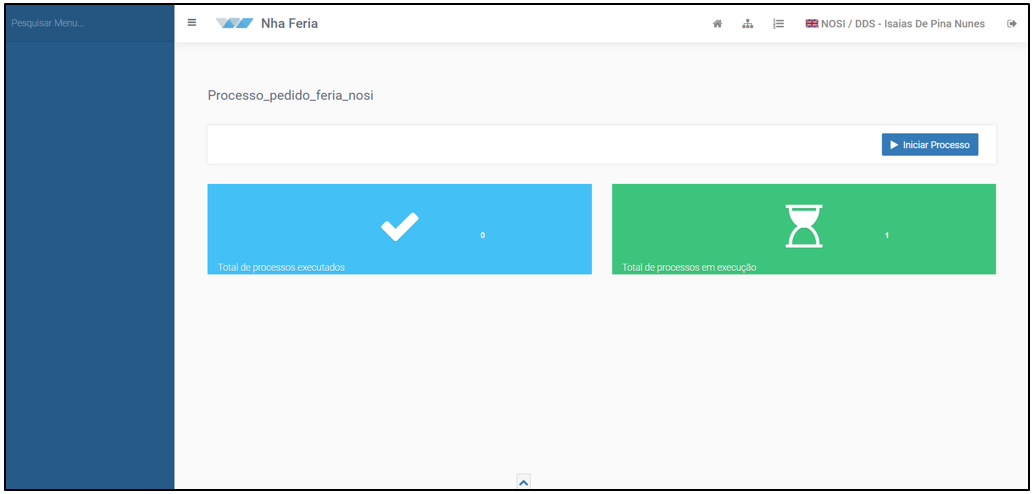 Pesquisar Menu...
Nha Feria
NOSI / DDS - Isaias De Pina Nunes
Processo_pedido_feria_nosi
Iniciar Processo
0
Total de processos executados
1
Total de processos em execução